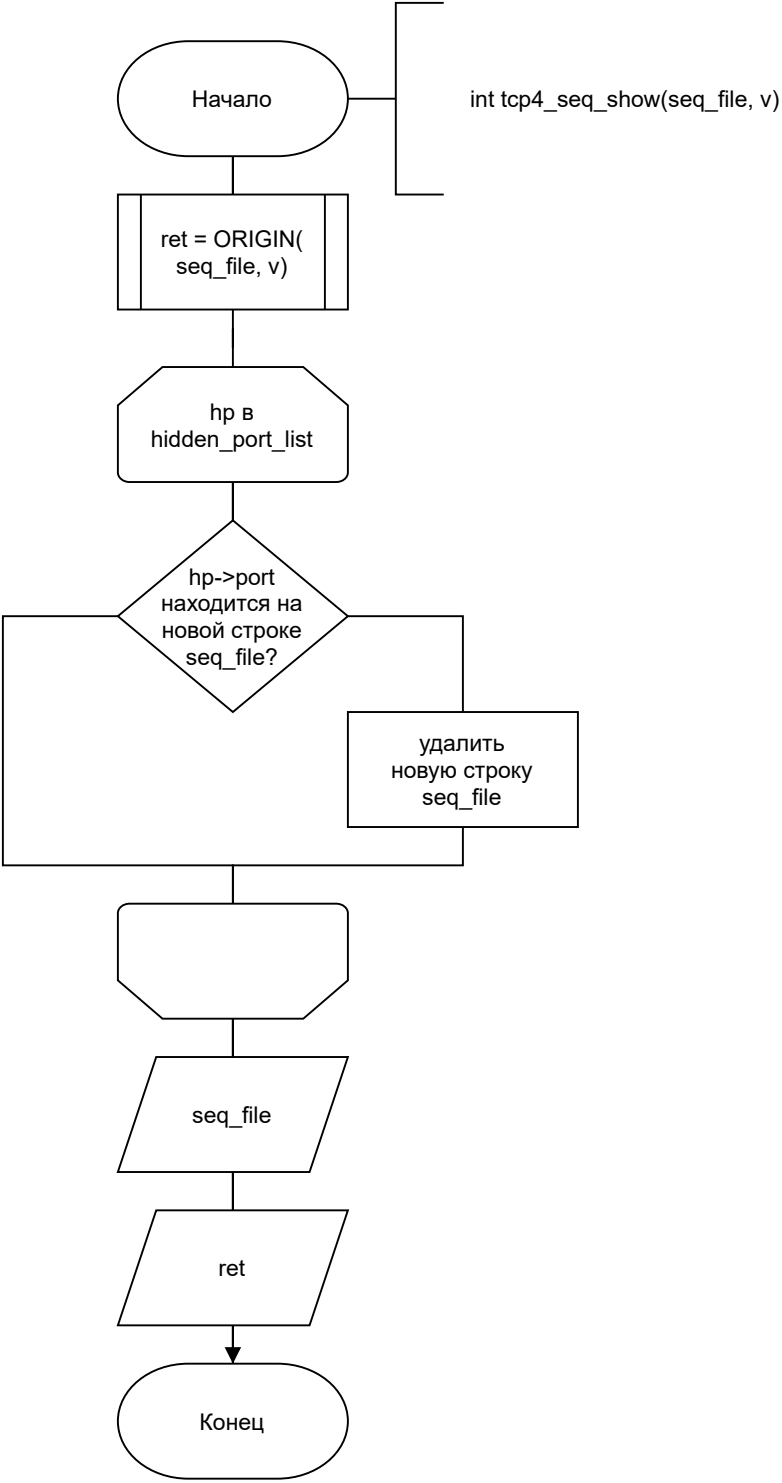 Начало
int tcp4_seq_show(seq_file, v)
ret = ORIGIN(
seq_file, v)
hp в
hidden_port_list
hp->port
находится на
новой строке
seq_file?
удалить
новую строку
seq_file
seq_file
ret
Конец